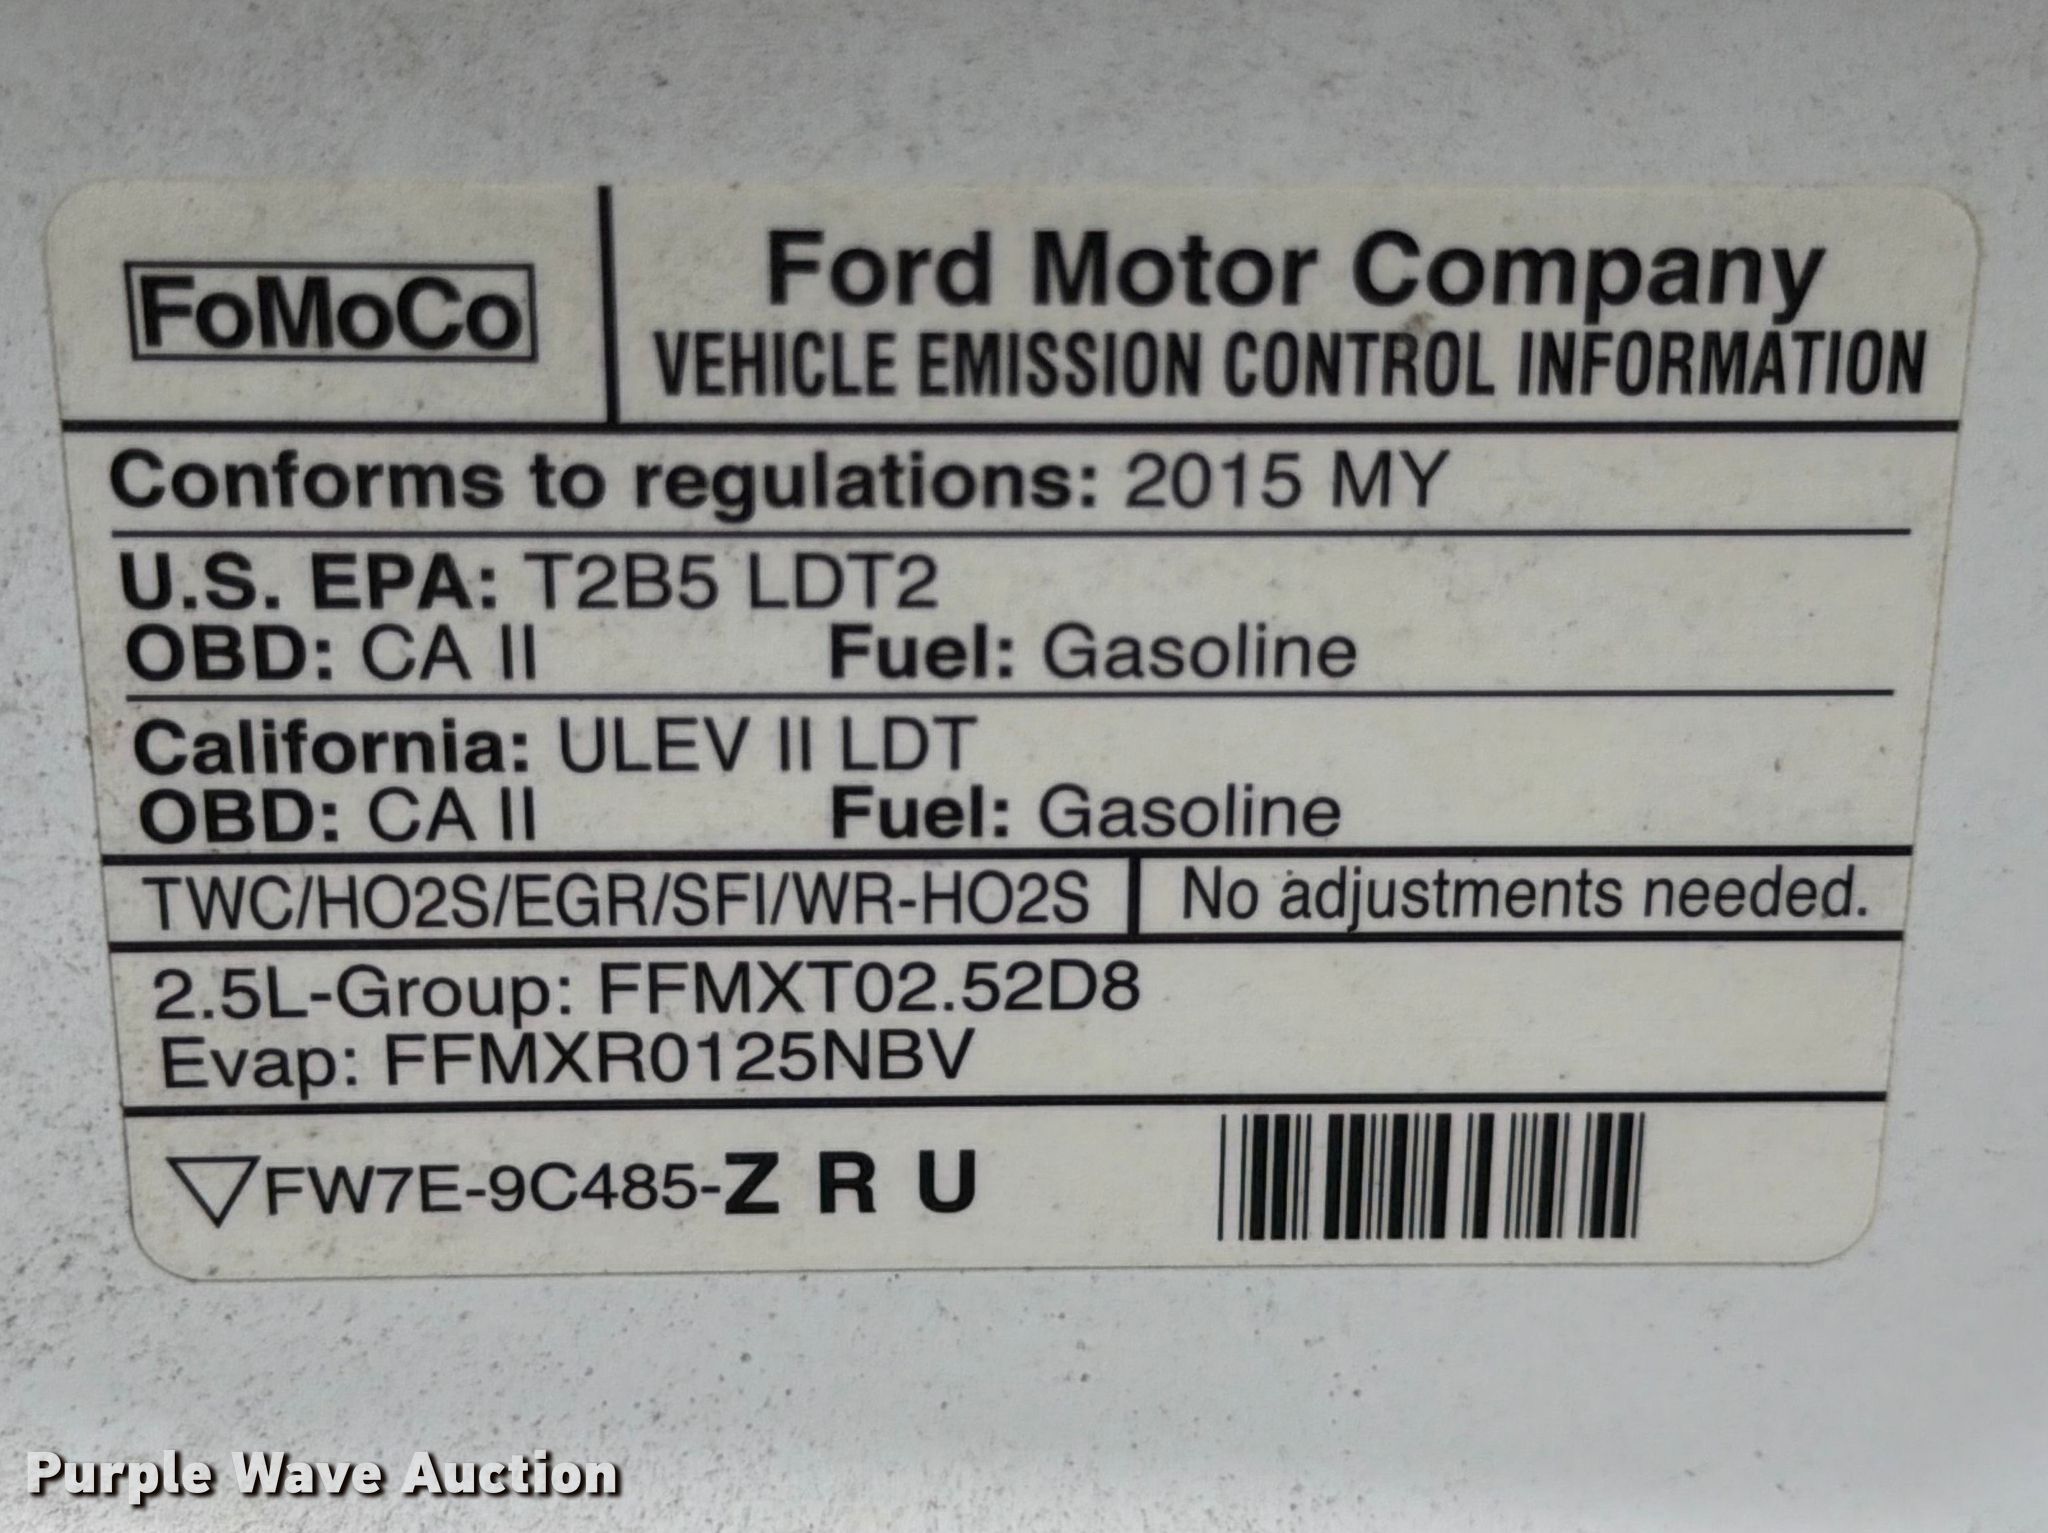 FoMoCo
Ford Motor Company
VEHICLE EMISSION CONTROL INFORMATION
Conforms to regulations: 2015 MY
U.S. EPA: T2B5 LDT2
OBD: CA II Fuel: Gasoline
California: ULEV II LDT
OBD: CA II Fuel: Gasoline
TWC/HO2S/EGR/SFI/WR-HO2S No adjustments needed.
2.5L-Group: FFMXT02.52D8
Evap: FFMXR0125NBV
FW7E-9C485-Z R U
Purple Wave Auction